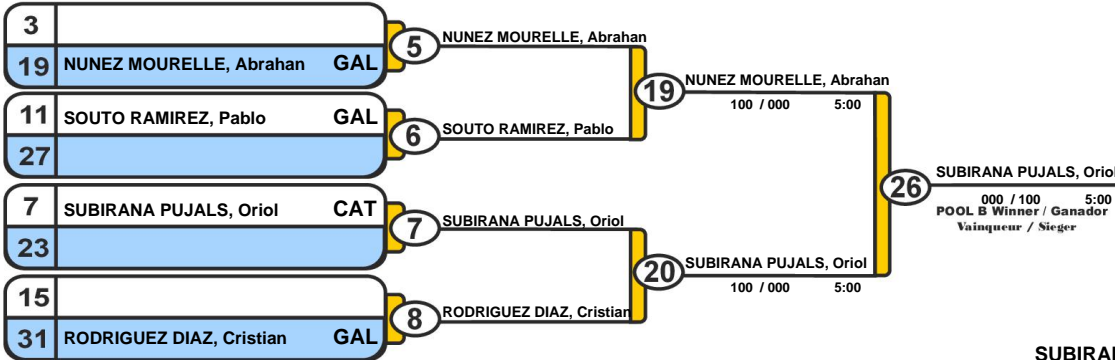 3
19 NUNEZ MOURELLE, Abrahan GAL
5
NUNEZ MOURELLE, Abrahan
11 SOUTO RAMIREZ, Pablo GAL
27
6
SOUTO RAMIREZ, Pablo
19
NUNEZ MOURELLE, Abrahan
100 / 000 5:00
7 SUBIRANA PUJALS, Oriol CAT
23
7
SUBIRANA PUJALS, Oriol
15
31 RODRIGUEZ DIAZ, Cristian GAL
8
RODRIGUEZ DIAZ, Cristian
20
SUBIRANA PUJALS, Oriol
100 / 000 5:00
26
SUBIRANA PUJALS, Oriol
000 / 100 5:00
POOL B Winner / Ganador
Vainqueur / Sieger